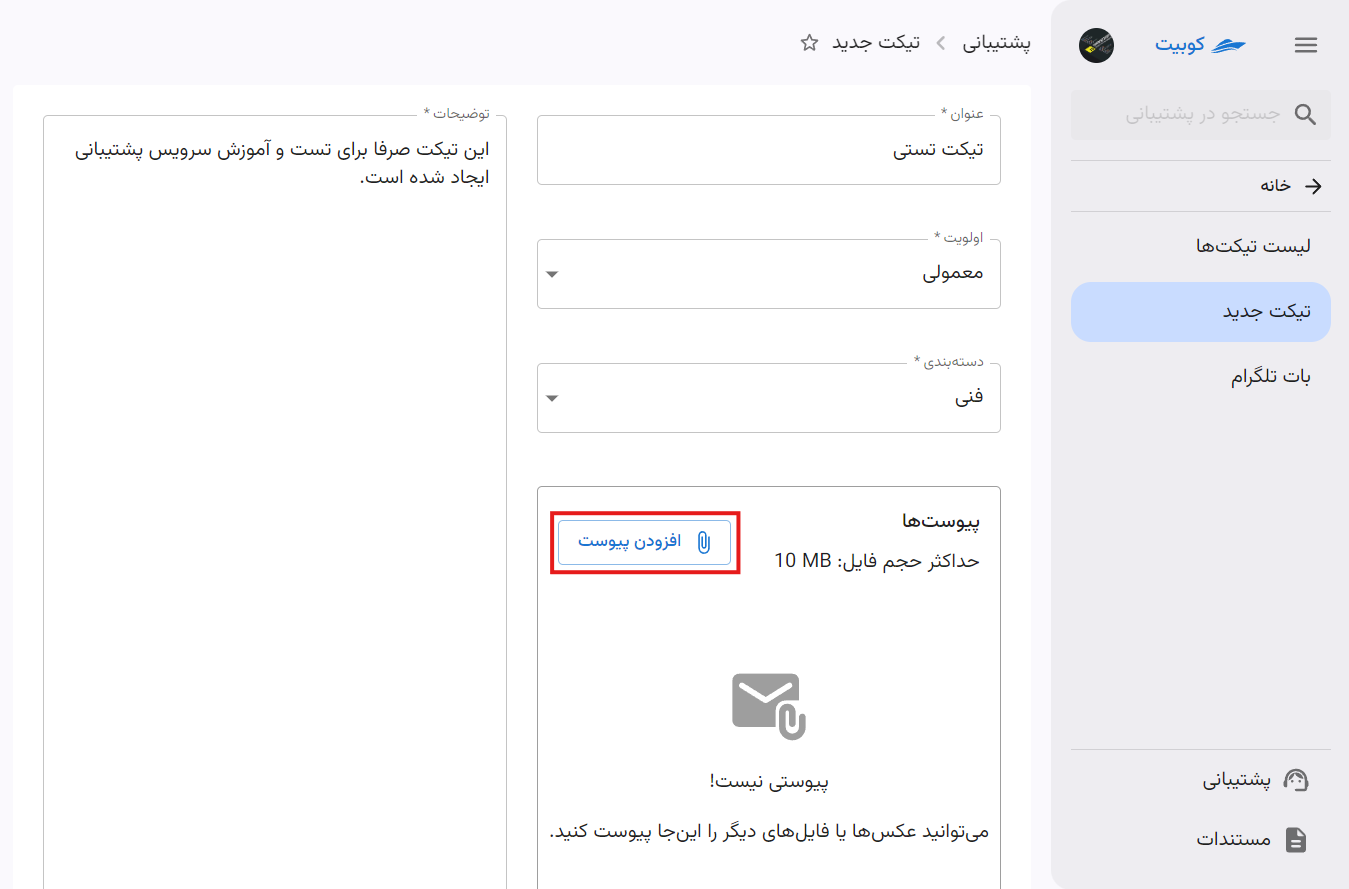 کوبیت
جستجو در پشتیبانی
خانه
لیست تیکت‌ها
تیکت جدید
بات تلگرام
پشتیبانی
مستندات
پشتیبانی
تیکت جدید
عنوان *
تیکت تستی
اولویت *
معمولی
دسته‌بندی *
فنی
پیوست‌ها
حداکثر حجم فایل: 10 MB
افزودن پیوست
پیوستی نیست!
می‌توانید عکس‌ها یا فایل‌های دیگر را این‌جا پیوست کنید.
توضیحات *
این تیکت صرفا برای تست و آموزش سرویس پشتیبانی
ایجاد شده است.